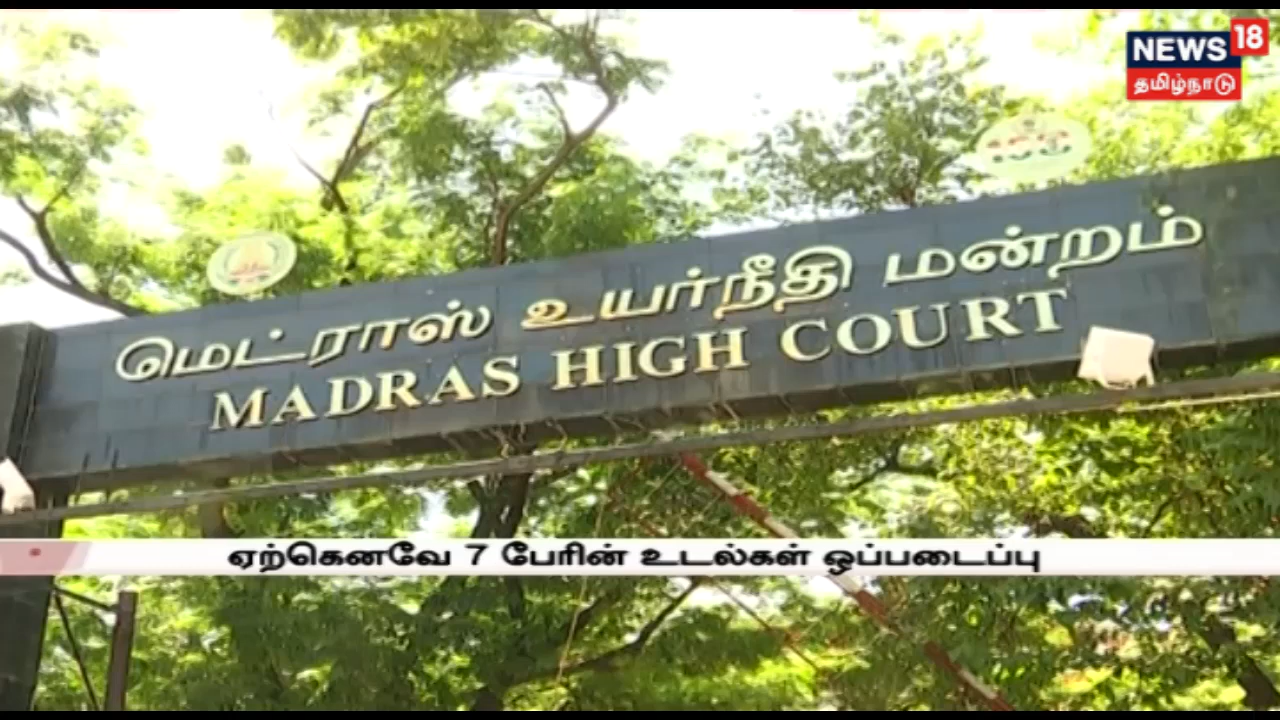 NEWS 18
தமிழ்நாடு
மெட்ராஸ் உயர்நீதி மன்றம்
MADRAS HIGH COURT
ஏற்கெனவே 7 பேரின் உடல்கள் ஒப்படைப்பு